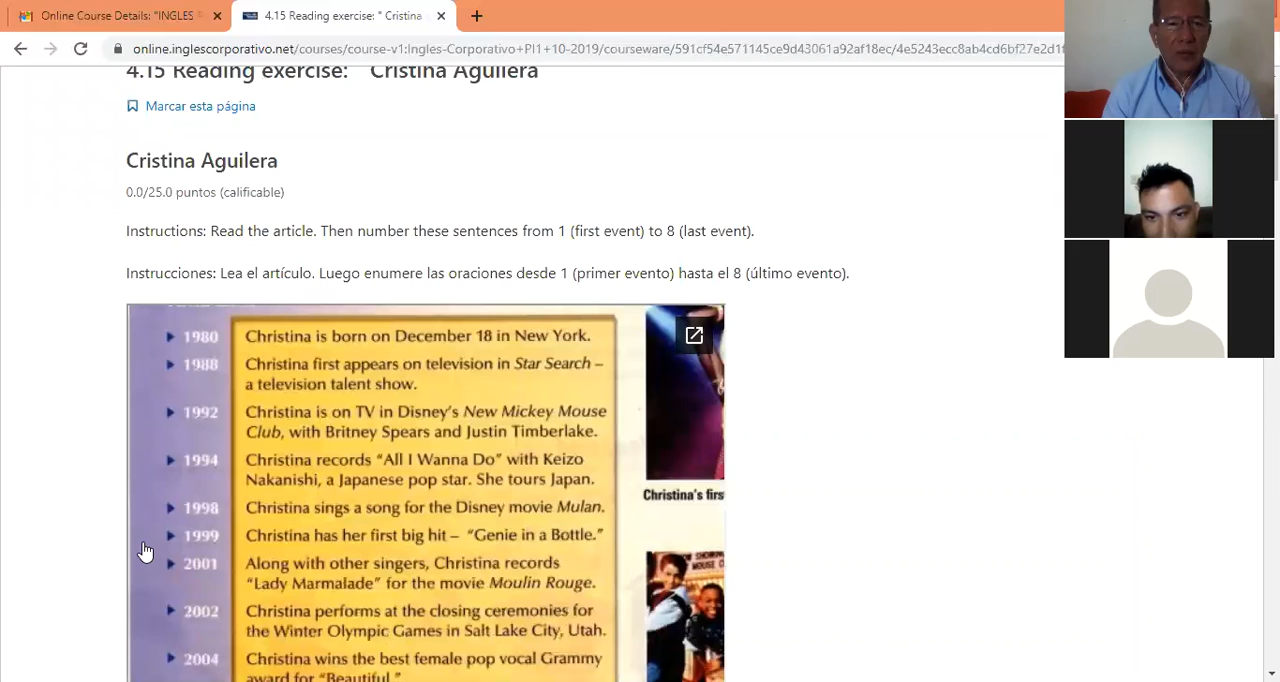 Online Course Details: "INGLES
4.15 Reading exercise: " Cristina
online.inglescorporativo.net/courses/course-v1:Ingles-Corporativo+PI1+10-2019/courseware/591cf54e571145ce9d43061a92af18ec/4e5243ecc8ab4cd6bf27e2d1f
4.15 Reading exercise: " Cristina Aguilera
Marcar esta página
Cristina Aguilera
0.0/25.0 puntos (calificable)
Instructions: Read the article. Then number these sentences from 1 (first event) to 8 (last event).
Instrucciones: Lea el artículo. Luego enumere las oraciones desde 1 (primer evento) hasta el 8 (último evento).
1980 Christina is born on December 18 in New York.
1988 Christina first appears on television in Star Search –
a television talent show.
1992 Christina is on TV in Disney's New Mickey Mouse
Club, with Britney Spears and Justin Timberlake.
1994 Christina records "All I Wanna Do" with Keizo
Nakanishi, a Japanese pop star. She tours Japan.
1998 Christina sings a song for the Disney movie Mulan.
1999 Christina has her first big hit – "Genie in a Bottle."
2001 Along with other singers, Christina records
"Lady Marmalade" for the movie Moulin Rouge.
2002 Christina performs at the closing ceremonies for
the Winter Olympic Games in Salt Lake City, Utah.
2004 Christina wins the best female pop vocal Grammy
award for "Beautiful."
Christina's firs